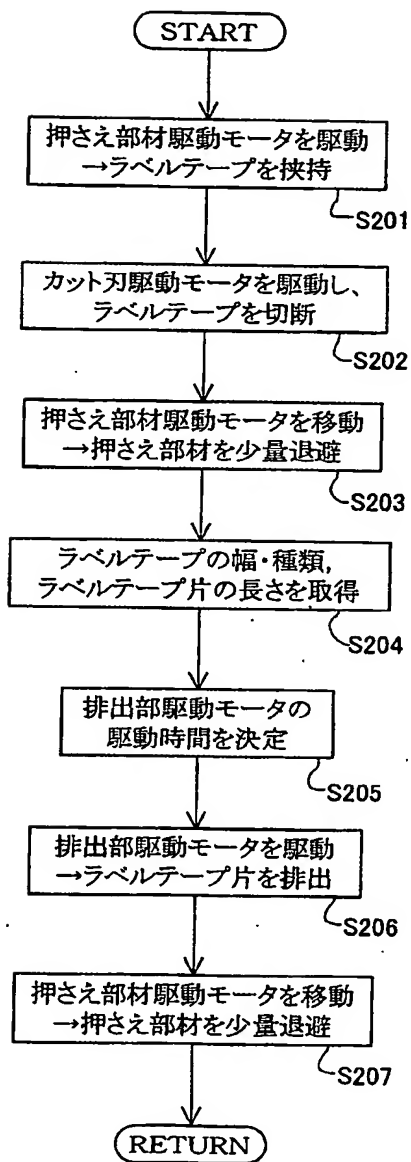 START
押さえ部材駆動モータを駆動
→ラベルテープを挟持
S201
カット刃駆動モータを駆動し、
ラベルテープを切断
S202
押さえ部材駆動モータを移動
→押さえ部材を少量退避
S203
ラベルテープの幅・種類,
ラベルテープ片の長さを取得
S204
排出部駆動モータの
駆動時間を決定
S205
排出部駆動モータを駆動
→ラベルテープ片を排出
S206
押さえ部材駆動モータを移動
→押さえ部材を少量退避
S207
RETURN